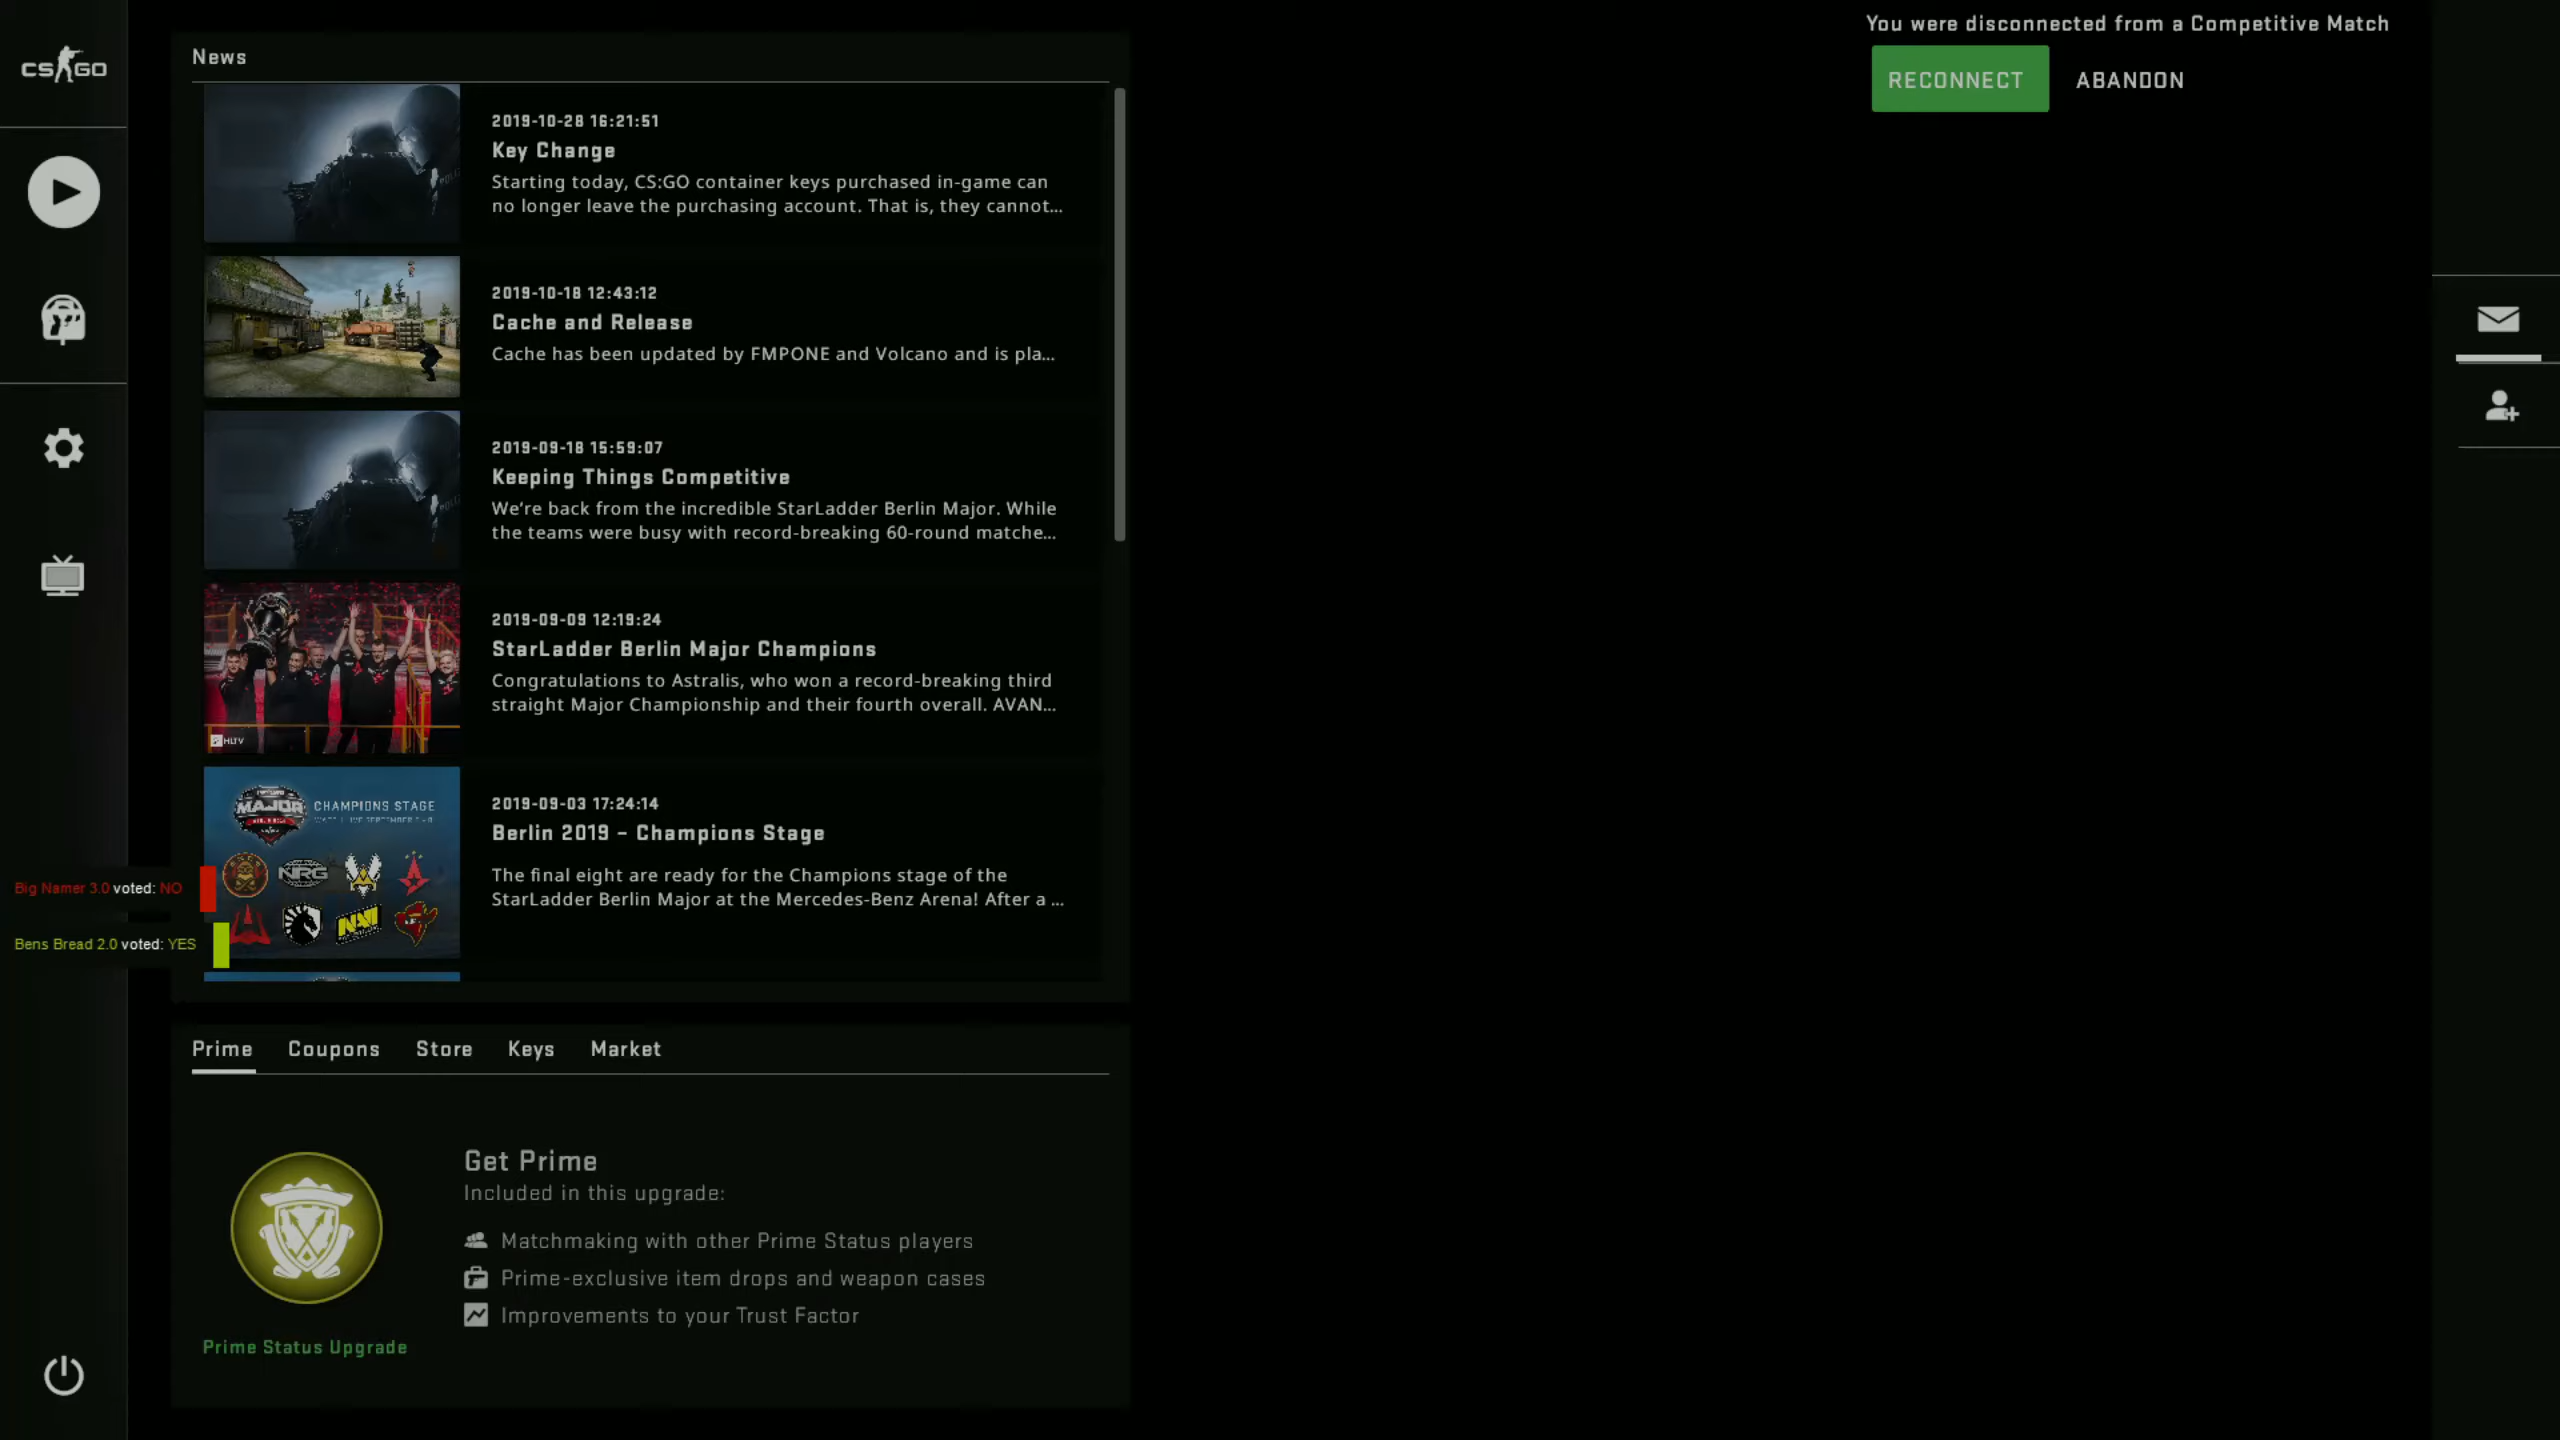 You were disconnected from a Competitive Match
RECONNECT ABANDON
CS GO
News
2019-10-28 16:21:51
Key Change
Starting today, CS:GO container keys purchased in-game can
no longer leave the purchasing account. That is, they cannot...
2019-10-18 12:43:12
Cache and Release
Cache has been updated by FMPONE and Volcano and is pla...
2019-09-18 15:59:07
Keeping Things Competitive
We're back from the incredible StarLadder Berlin Major. While
the teams were busy with record-breaking 60-round matche...
2019-09-09 12:19:24
StarLadder Berlin Major Champions
Congratulations to Astralis, who won a record-breaking third
straight Major Championship and their fourth overall. AVAN...
HLTV
MAJOR CHAMPIONS STAGE
NRG
NAVI
2019-09-03 17:24:14
Berlin 2019 – Champions Stage
The final eight are ready for the Champions stage of the
StarLadder Berlin Major at the Mercedes-Benz Arena! After a ...
Big Namer 3.0 voted: NO
Bens Bread 2.0 voted: YES
Prime Coupons Store Keys Market
Get Prime
Included in this upgrade:
Matchmaking with other Prime Status players
Prime-exclusive item drops and weapon cases
Improvements to your Trust Factor
Prime Status Upgrade